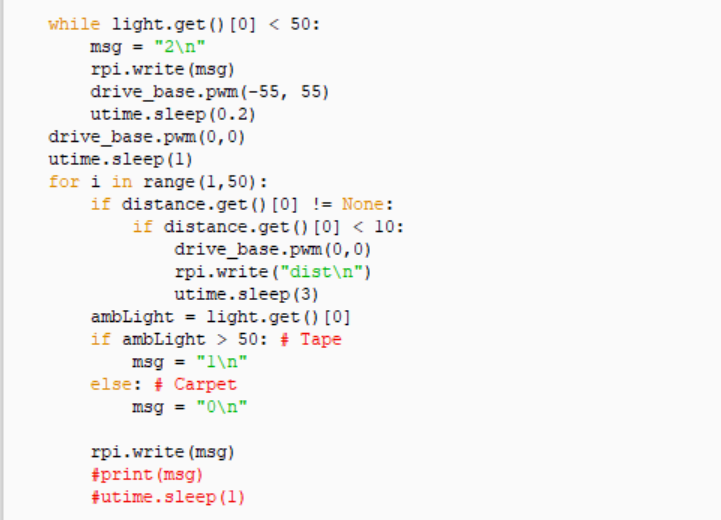 while light.get()[0] < 50:
    msg = "2\n"
    rpi.write(msg)
    drive_base.pwm(-55, 55)
    utime.sleep(0.2)
drive_base.pwm(0,0)
utime.sleep(1)
for i in range(1,50):
    if distance.get()[0] != None:
        if distance.get()[0] < 10:
            drive_base.pwm(0,0)
            rpi.write("dist\n")
            utime.sleep(3)
    ambLight = light.get()[0]
    if ambLight > 50: # Tape
        msg = "1\n"
    else: # Carpet
        msg = "0\n"

    rpi.write(msg)
    #print(msg)
    #utime.sleep(1)